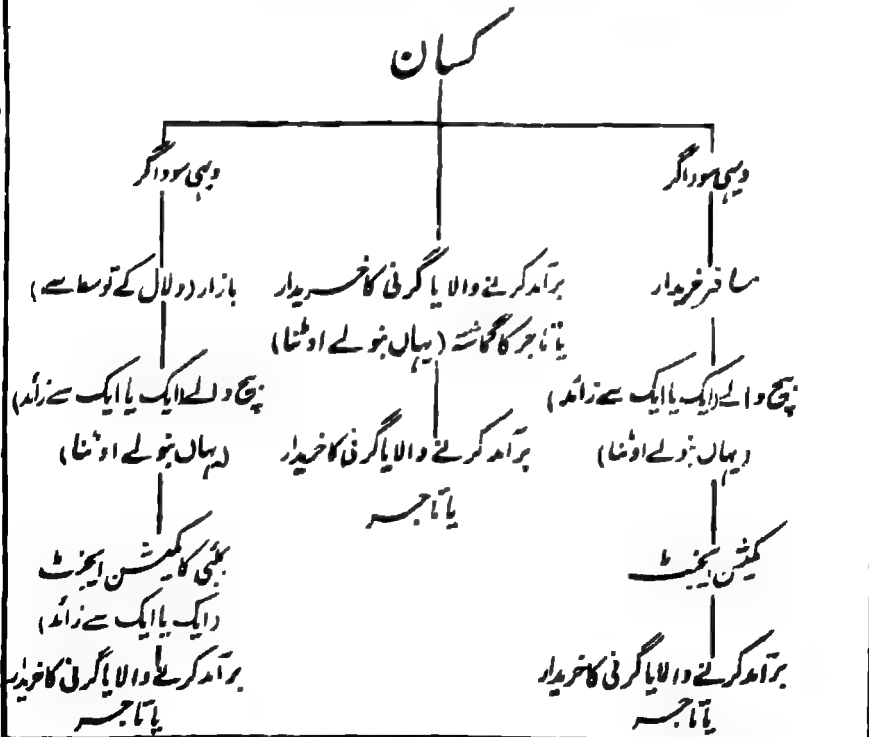 کسان
دیہی سوداگر
دیہی سوداگر
مسافر خریدار
برآمد کرنے والا یا گرنی کا خریدار
بازار (دلال کے توسط سے)
یا تاجر کا گماشتہ (یہاں بنولے اوٹنا)
بیچ والے (ایک یا ایک سے زائد)
بیچ والے (ایک یا ایک سے زائد)
(یہاں بنولے اوٹنا)
برآمد کرنے والا یا گرنی کا خریدار
(یہاں بنولے اوٹنا)
یا تاجر
کمیشن ایجنٹ
بمبئی کا کمیشن ایجنٹ
(ایک یا ایک سے زائد)
برآمد کرنے والا یا گرنی کا خریدار
برآمد کرنے والا یا گرنی کا خریدار
یا تاجر
یا تاجر